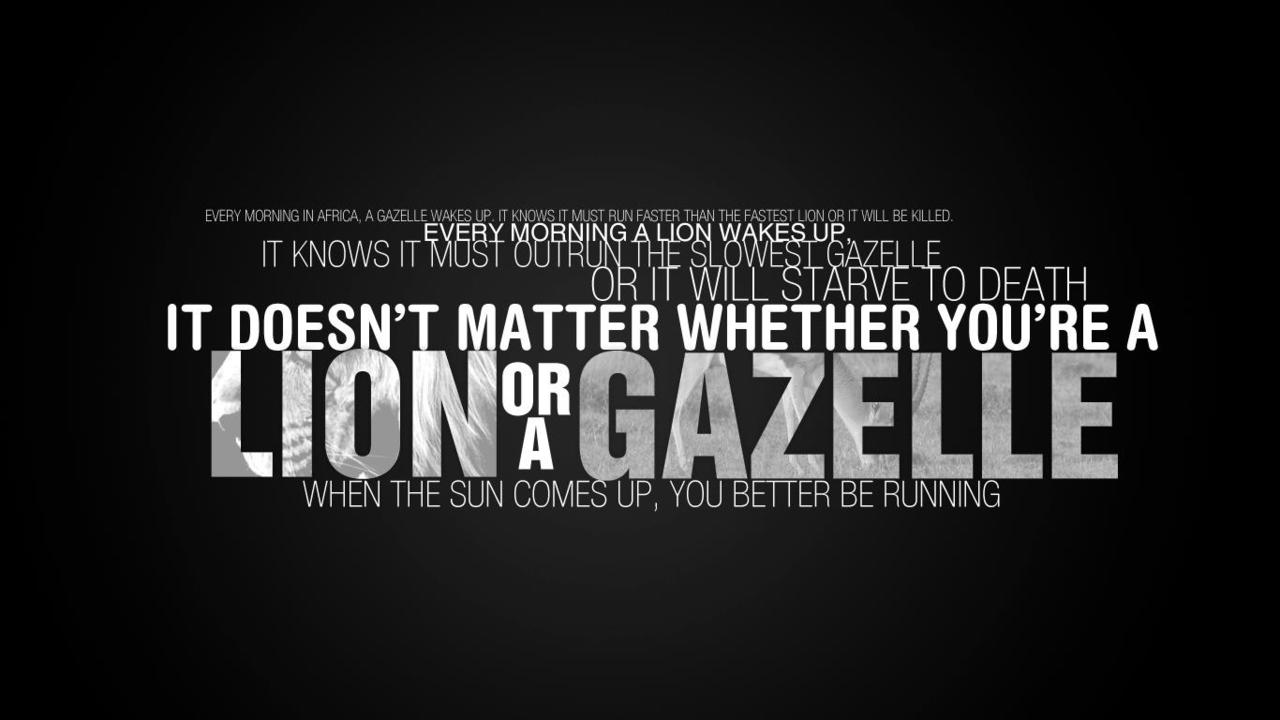 EVERY MORNING IN AFRICA, A GAZELLE WAKES UP. IT KNOWS IT MUST RUN FASTER THAN THE FASTEST LION OR IT WILL BE KILLED.
EVERY MORNING A LION WAKES UP,
IT KNOWS IT MUST OUTRUN THE SLOWEST GAZELLE
OR IT WILL STARVE TO DEATH
IT DOESN'T MATTER WHETHER YOU'RE A
LION OR A GAZELLE
WHEN THE SUN COMES UP, YOU BETTER BE RUNNING